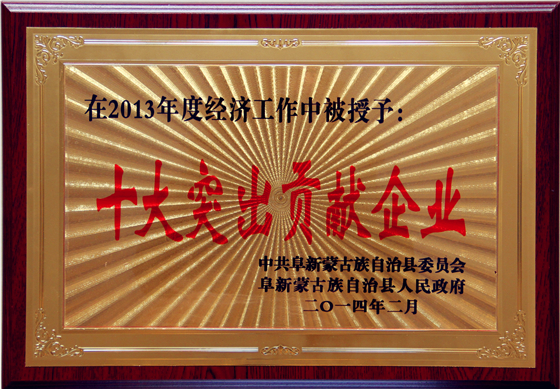 在2013年度经济工作中被授予：
十大突出贡献企业
中共阜新蒙古族自治县委员会
阜新蒙古族自治县人民政府
二〇一四年二月